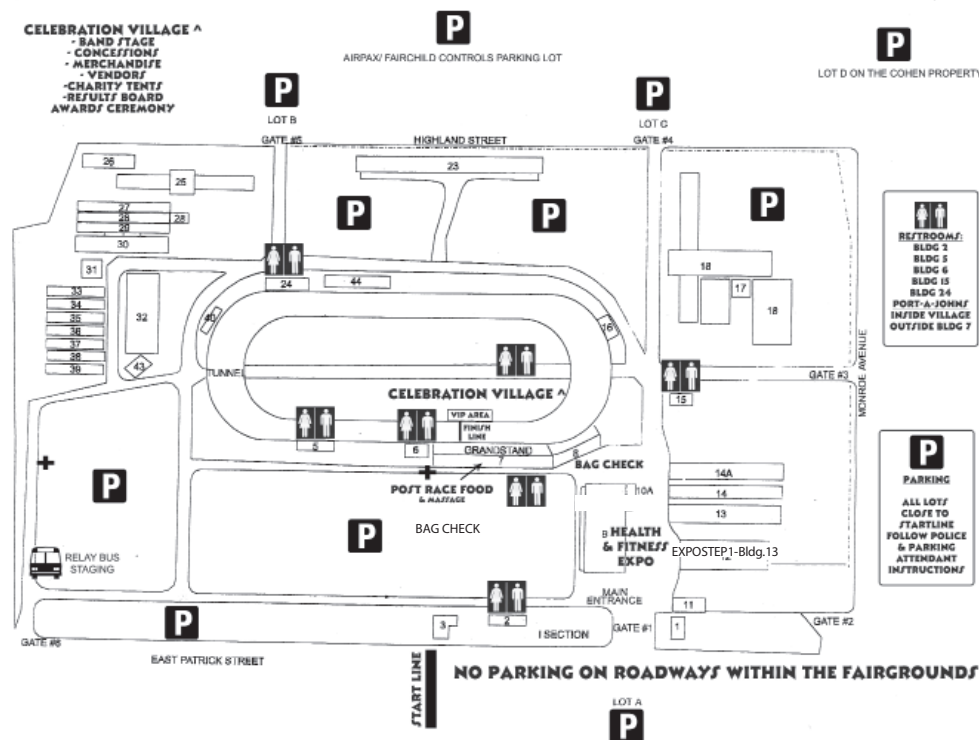 CELEBRATION VILLAGE ^
- BAND STAGE
- CONCESSIONS
- MERCHANDISE
- VENDORS
-CHARITY TENTS
-RESULTS BOARD
AWARDS CEREMONY
P
AIRPAX/ FAIRCHILD CONTROLS PARKING LOT
P
LOT D ON THE COHEN PROPERTY
P
LOT B
GATE #5
P
LOT C
GATE #4
HIGHLAND STREET
26
25
27
28
28
29
30
31
33
34
35
36
37
38
39
32
43
23
P
P
P
18
17
18
24
44
40
16
TUNNEL
CELEBRATION VILLAGE ^
VIP AREA
FINISH
LINE
GRANDSTAND
7
8
5
6
BAG CHECK
POST RACE FOOD
& MASSAGE
BAG CHECK
P
P
RELAY BUS
STAGING
15
GATE #3
MONROE AVENUE
14A
14
13
10A
B
HEALTH
& FITNESS
EXPO
EXPOSTEP1-Bldg.13
MAIN
ENTRANCE
11
1
GATE #1
GATE #2
2
3
I SECTION
P
GATE #6
EAST PATRICK STREET
START LINE
NO PARKING ON ROADWAYS WITHIN THE FAIRGROUNDS
LOT A
P
RESTROOMS:
BLDG 2
BLDG 5
BLDG 6
BLDG 15
BLDG 24
PORT-A-JOHNS
INSIDE VILLAGE
OUTSIDE BLDG 7
P
PARKING
ALL LOTS
CLOSE TO
STARTLINE
FOLLOW POLICE
& PARKING
ATTENDANT
INSTRUCTIONS